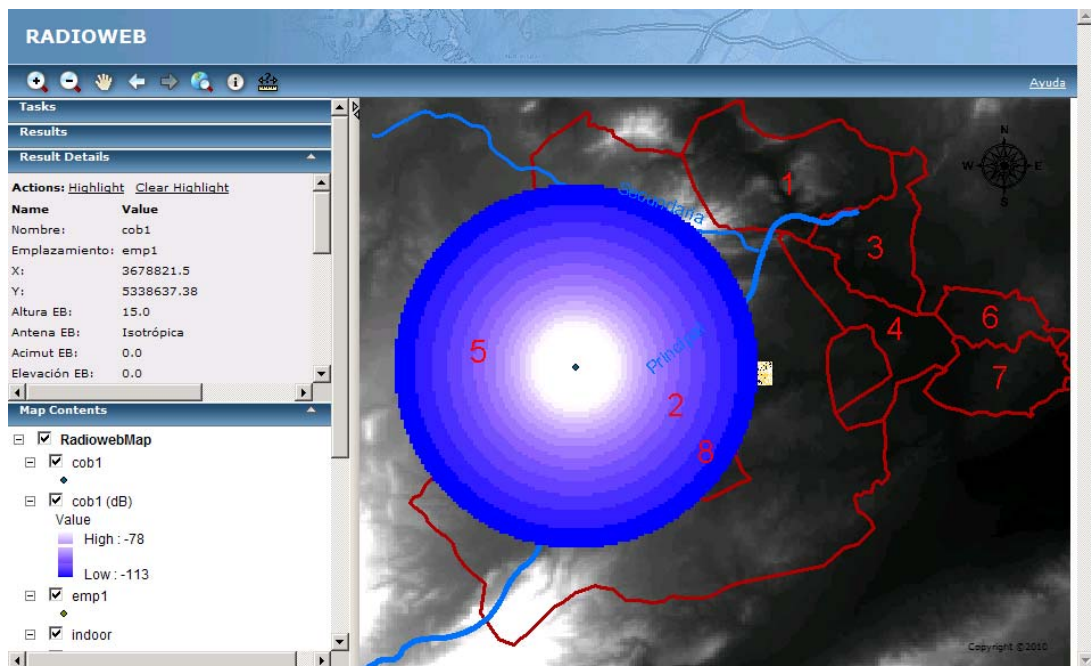 RADIOWEB
Ayuda
Tasks
Results
Result Details
Actions: Highlight Clear Highlight
Name Value
Nombre: cob1
Emplazamiento: emp1
X: 3678821.5
Y: 5338637.38
Altura EB: 15.0
Antena EB: Isotrópica
Acimut EB: 0.0
Elevación EB: 0.0
Map Contents
RadiowebMap
cob1
cob1 (dB)
Value
High : -78
Low : -113
emp1
indoor
N
W E
S
1
Secundaria
3
6
4
Principal
5
7
2
8
Copyright ©2010